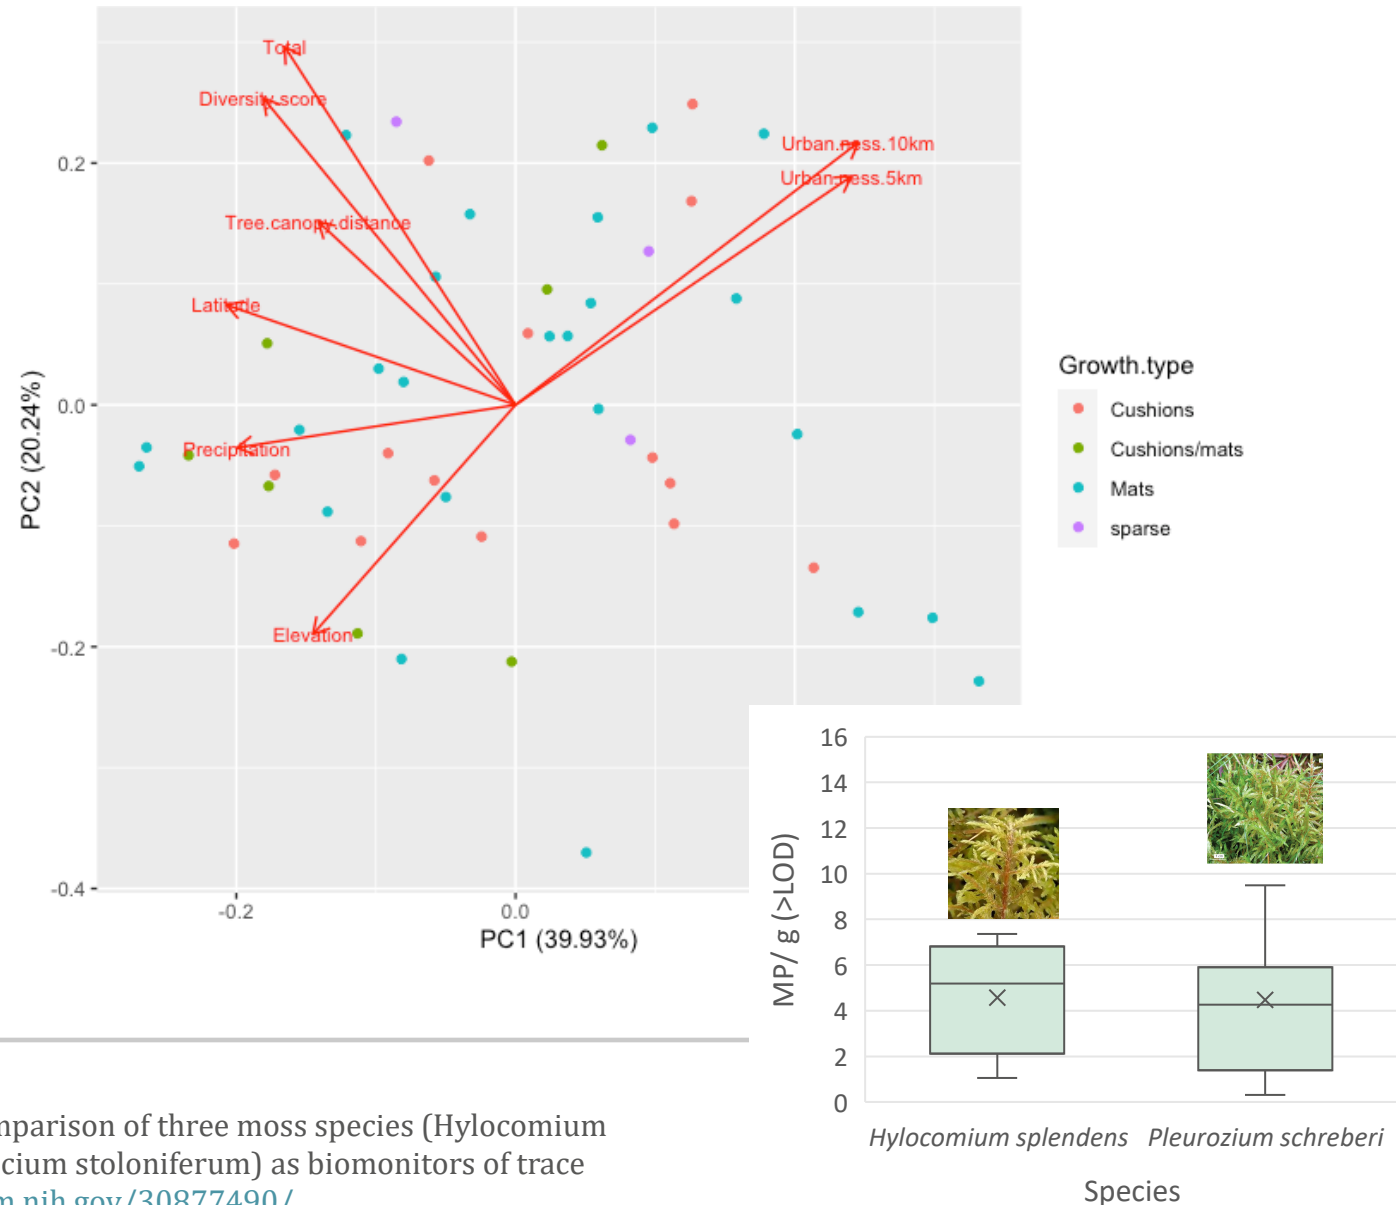 Total
Diversity.score
Urban.ness.10km
Urban.ness.5km
Tree.canopy.distance
Latitude
Precipitation
Elevation
0.2
0.0
-0.2
-0.4
PC2 (20.24%)
-0.2
0.0
PC1 (39.93%)
Growth.type
Cushions
Cushions/mats
Mats
sparse
16
14
12
10
8
6
4
2
0
MP/ g (>LOD)
Hylocomium splendens
Pleurozium schreberi
Species
mparison of three moss species (Hylocomium
cium stoloniferum) as biomonitors of trace
m.nih.gov/30877490/